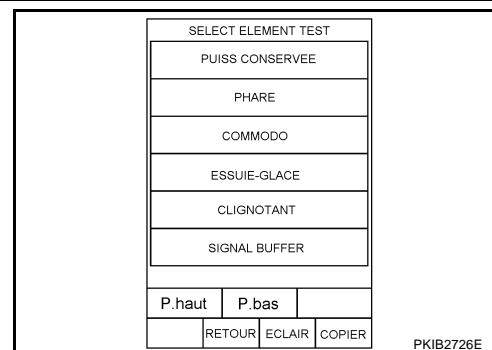 SELECT ELEMENT TEST
PUISS CONSERVEE
PHARE
COMMODO
ESSUIE-GLACE
CLIGNOTANT
SIGNAL BUFFER
P.haut P.bas
RETOUR ECLAIR COPIER
PKIB2726E